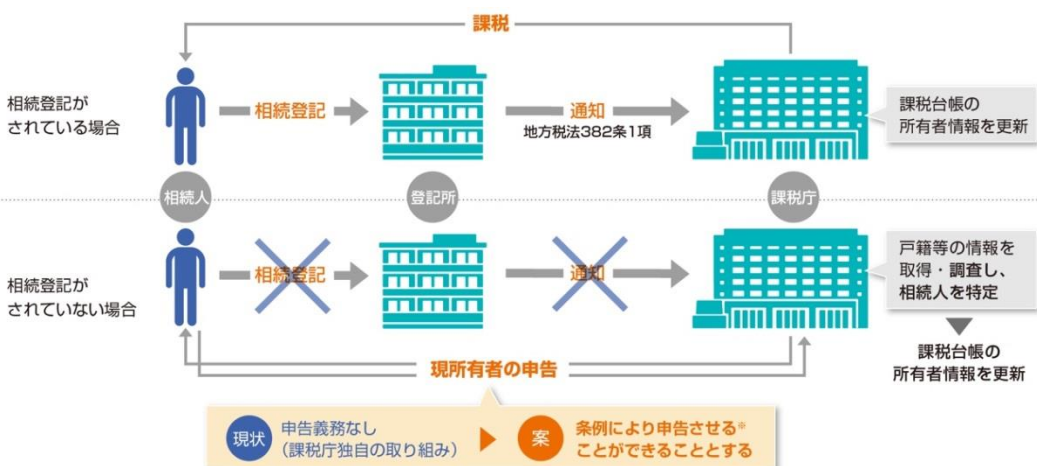 課税
相続登記が
されている場合
相続登記
通知
地方税法382条1項
課税台帳の
所有者情報を更新
相続人
登記所
課税庁
相続登記が
されていない場合
相続登記
通知
戸籍等の情報を
取得・調査し、
相続人を特定
課税台帳の
所有者情報を更新
現所有者の申告
現状
申告義務なし
（課税庁独自の取り組み）
案
条例により申告させる※
ことができることとする